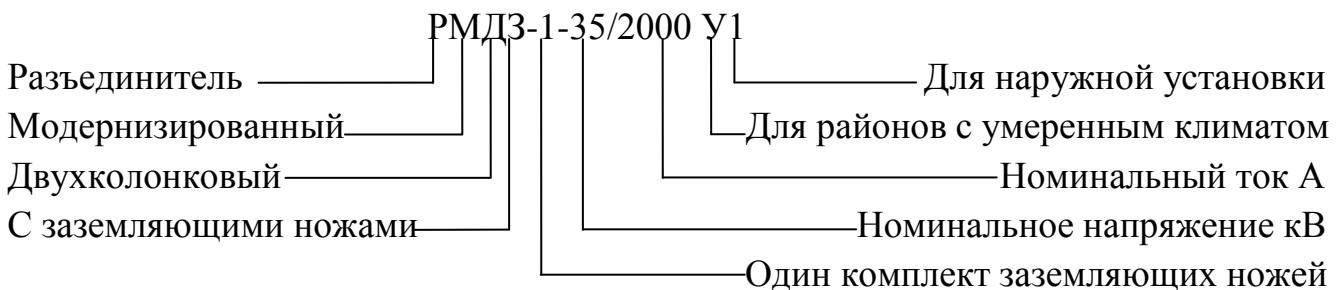 РМДЗ-1-35/2000 У1
Разъединитель Для наружной установки
Модернизированный Для районов с умеренным климатом
Двухколонковый Номинальный ток А
С заземляющими ножами Номинальное напряжение кВ
Один комплект заземляющих ножей